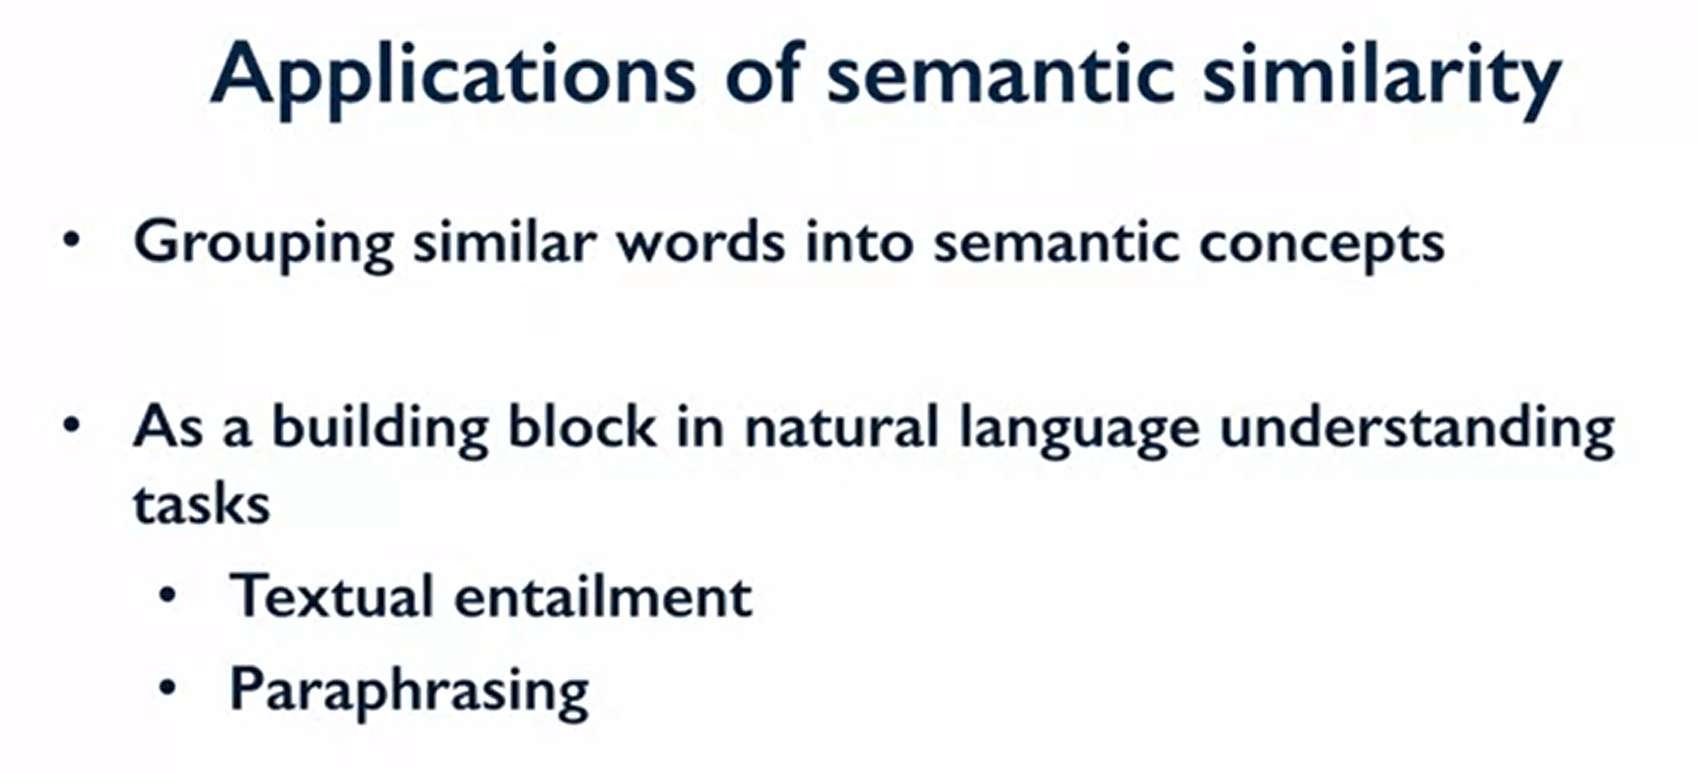 Applications of semantic similarity
• Grouping similar words into semantic concepts
• As a building block in natural language understanding
tasks
• Textual entailment
• Paraphrasing